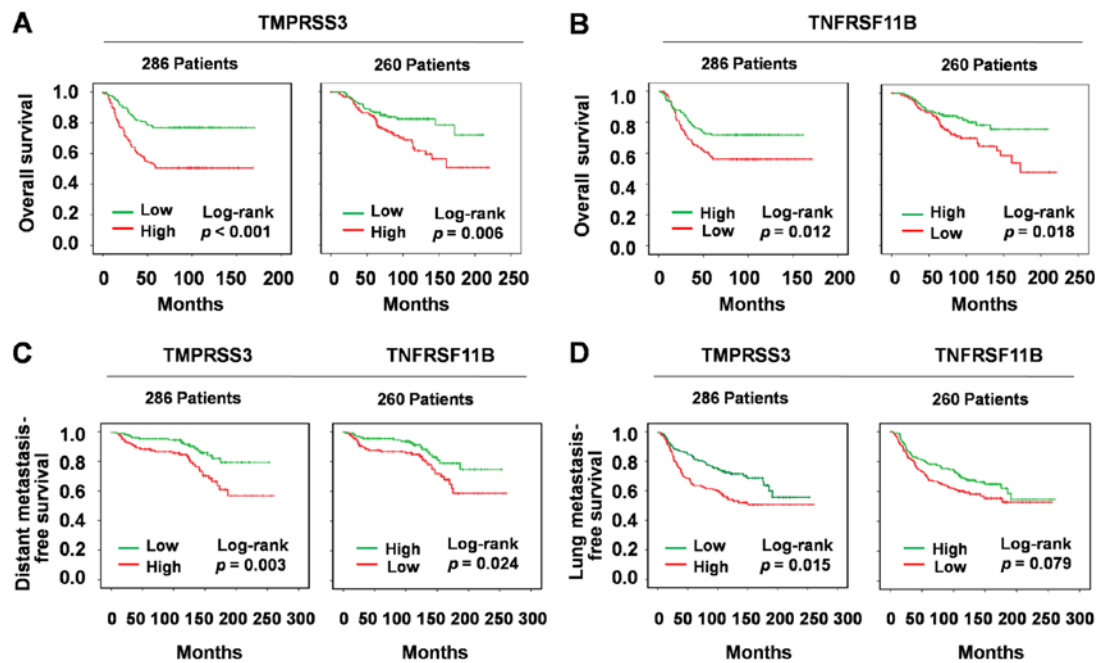 A
TMPRSS3
286 Patients
260 Patients
Overall survival
1.0
0.8
0.6
0.4
0.2
0.0
Low
High
Log-rank
p < 0.001
Low
High
Log-rank
p = 0.006
0 50 100 150 200
0 50 100 150 200 250
Months
Months
B
TNFRSF11B
286 Patients
260 Patients
Overall survival
1.0
0.8
0.6
0.4
0.2
0.0
High
Low
Log-rank
p = 0.012
High
Low
Log-rank
p = 0.018
0 50 100 150 200
0 50 100 150 200 250
Months
Months
C
TMPRSS3
TNFRSF11B
286 Patients
260 Patients
Distant metastasis-
free survival
1.0
0.8
0.6
0.4
0.2
0.0
Low
High
Log-rank
p = 0.003
High
Low
Log-rank
p = 0.024
0 50 100 150 200 250 300
0 50 100 150 200 250 300
Months
Months
D
TMPRSS3
TNFRSF11B
286 Patients
260 Patients
Lung metastasis-
free survival
1.0
0.8
0.6
0.4
0.2
0.0
Low
High
Log-rank
p = 0.015
High
Low
Log-rank
p = 0.079
0 50 100 150 200 250 300
0 50 100 150 200 250 300
Months
Months